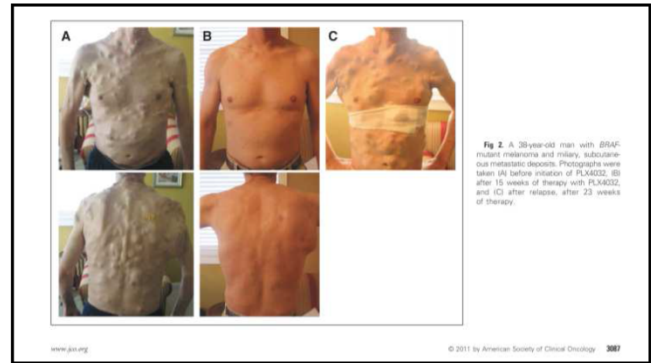 A
B
C
Fig 2. A 38-year-old man with BRAF-
mutant melanoma and miliary, subcutane-
ous metastatic deposits. Photographs were
taken (A) before initiation of PLX4032, (B)
after 15 weeks of therapy with PLX4032,
and (C) after relapse, after 23 weeks
of therapy.
www.jco.org
© 2011 by American Society of Clinical Oncology 3087